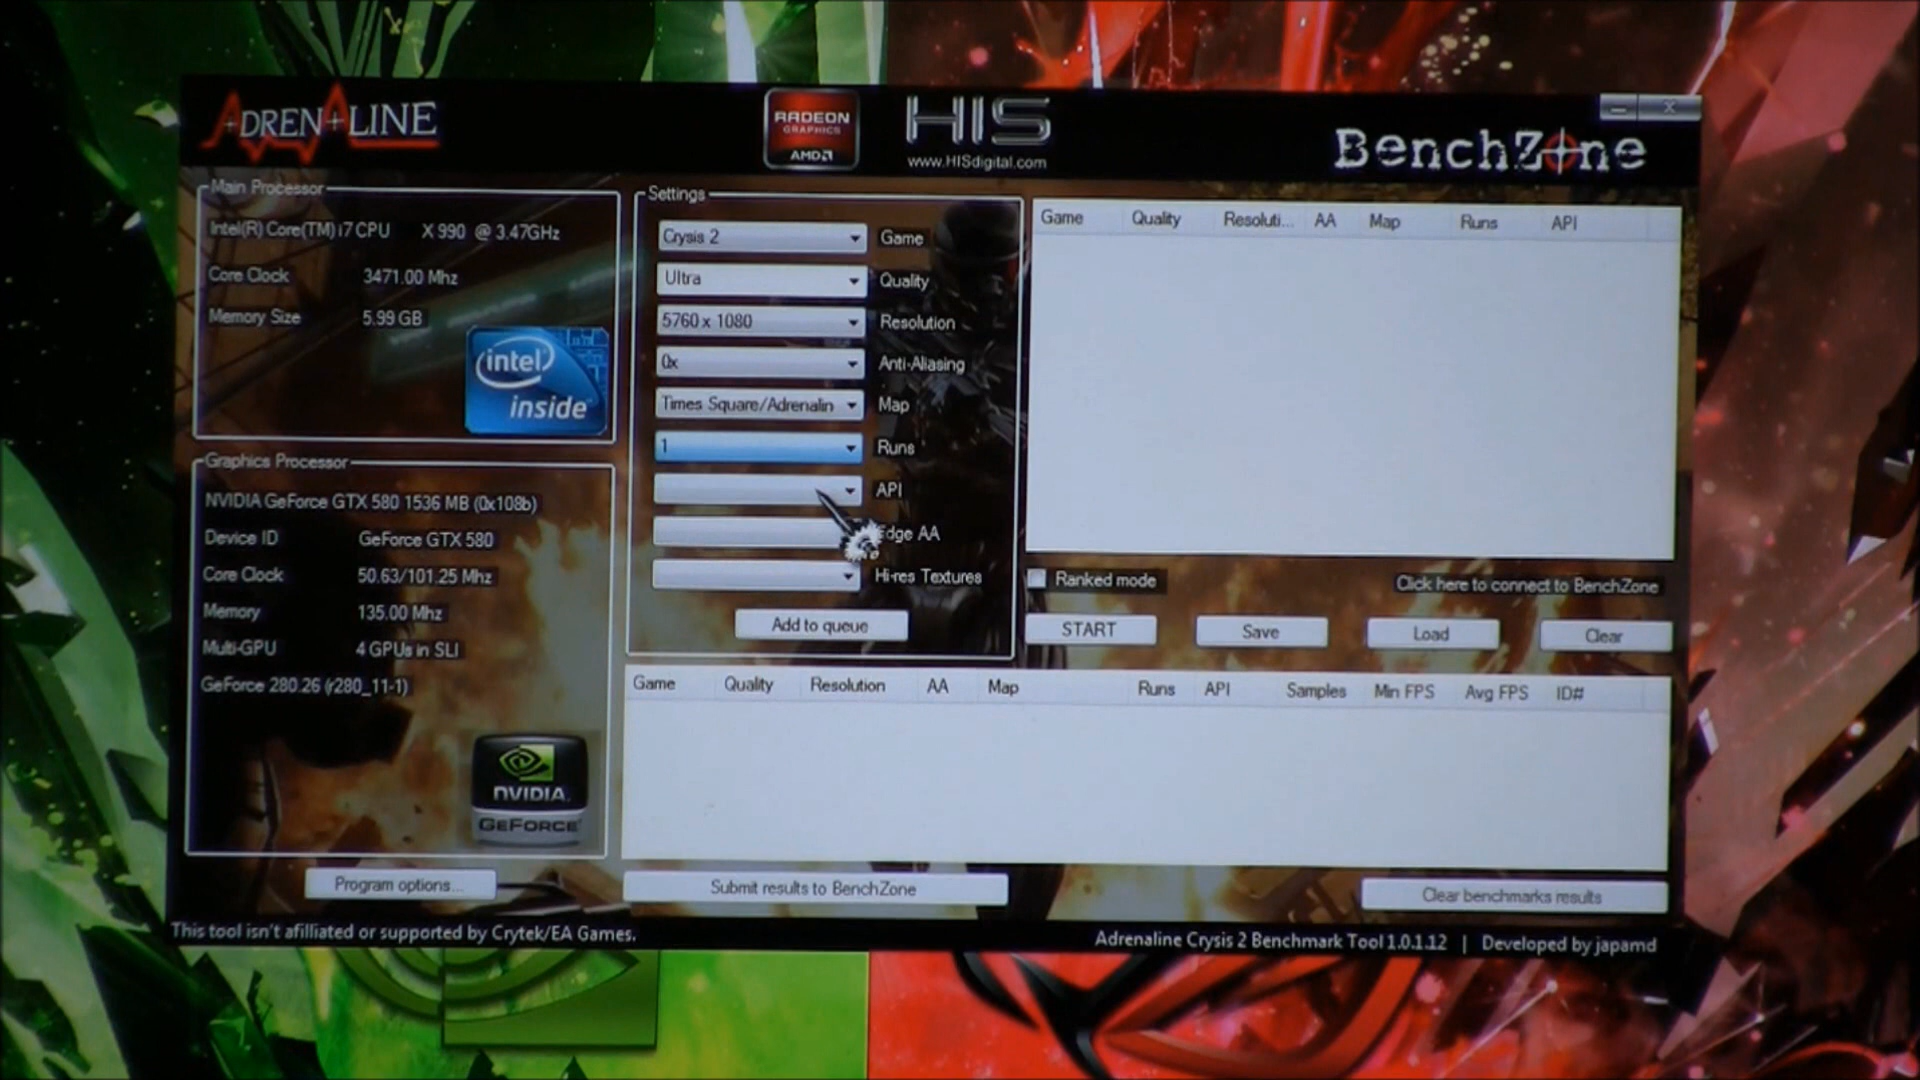 ADRENALINE
RADEON
GRAPHICS
AMD
HIS
www.HISdigital.com
BenchZone
Main Processor
Intel(R) Core(TM) i7 CPU X 990 @ 3.47GHz
Core Clock 3471.00 Mhz
Memory Size 5.99 GB
intel
inside
Graphics Processor
NVIDIA GeForce GTX 580 1536 MB (0x108b)
Device ID GeForce GTX 580
Core Clock 50.63/101.25 Mhz
Memory 135.00 Mhz
Multi-GPU 4 GPUs in SLI
GeForce 280.26 (r280_11-1)
NVIDIA.
GEFORCE
Program options...
Settings
Crysis 2 Game
Ultra Quality
5760 x 1080 Resolution
0x Anti-Aliasing
Times Square/Adrenalin Map
1 Runs
API
Edge AA
Hi-res Textures
Add to queue
Game Quality Resoluti... AA Map Runs API
Ranked mode
Click here to connect to BenchZone
START Save Load Clear
Game Quality Resolution AA Map Runs API Samples Min FPS Avg FPS ID#
Submit results to BenchZone
Clear benchmarks results
This tool isn't afiliated or supported by Crytek/EA Games.
Adrenaline Crysis 2 Benchmark Tool 1.0.1.12 | Developed by japamd